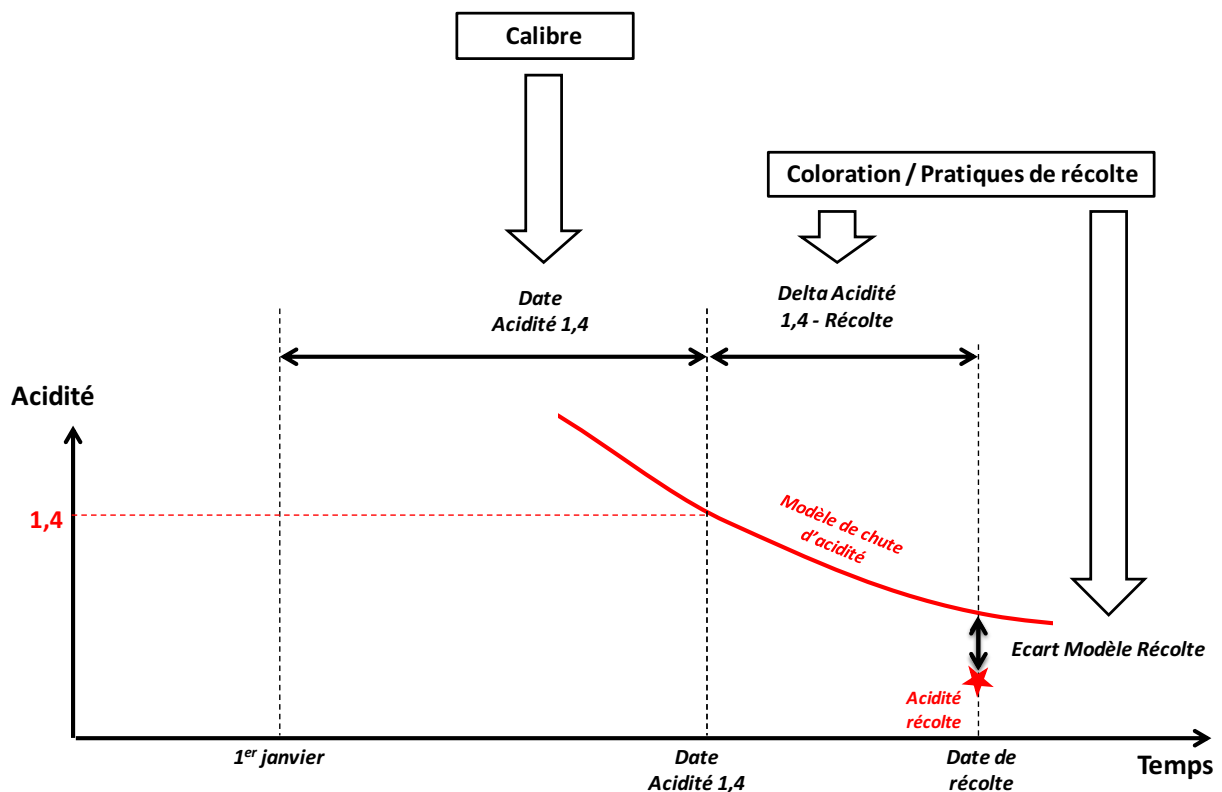 Calibre
Coloration / Pratiques de récolte
Date
Acidité 1,4
Delta Acidité
1,4 - Récolte
Acidité
1,4
Modèle de chute
d'acidité
Ecart Modèle Récolte
Acidité
récolte
1er janvier
Date
Acidité 1,4
Date de
récolte
Temps